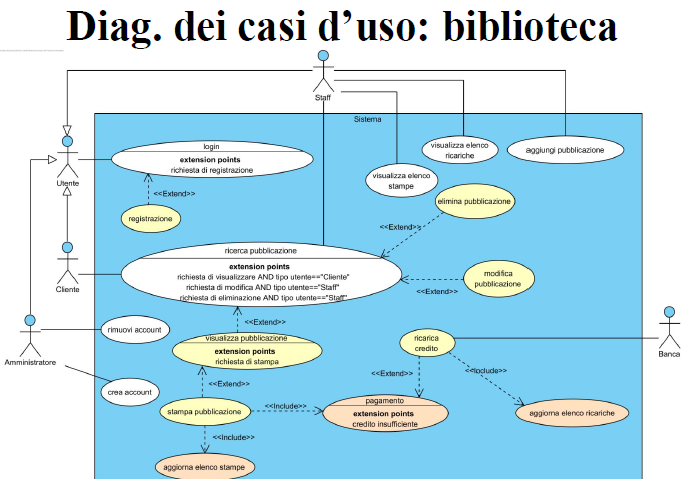 Diag. dei casi d'uso: biblioteca
Staff
Sistema
login
extension points
richiesta di registrazione
Utente
<<Extend>>
registrazione
visualizza elenco
stampe
visualizza elenco
ricariche
aggiungi pubblicazione
elimina pubblicazione
<<Extend>>
ricerca pubblicazione
extension points
richiesta di visualizzare AND tipo utente=="Cliente"
richiesta di modifica AND tipo utente=="Staff"
richiesta di eliminazione AND tipo utente=="Staff"
Cliente
modifica
pubblicazione
<<Extend>>
<<Extend>>
rimuovi account
Amministratore
crea account
visualizza pubblicazione
extension points
richiesta di stampa
ricarica
credito
Banca
<<Extend>>
<<Extend>>
<<Include>>
stampa pubblicazione
<<Include>>
pagamento
extension points
credito insufficiente
aggiorna elenco ricariche
<<Include>>
aggiorna elenco stampe